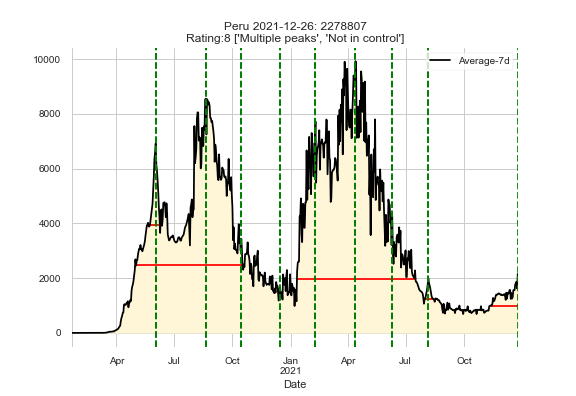 Peru 2021-12-26: 2278807
Rating:8 ['Multiple peaks', 'Not in control']
Average-7d
10000
8000
6000
4000
2000
0
Apr Jul Oct Jan Apr Jul Oct
2021
Date